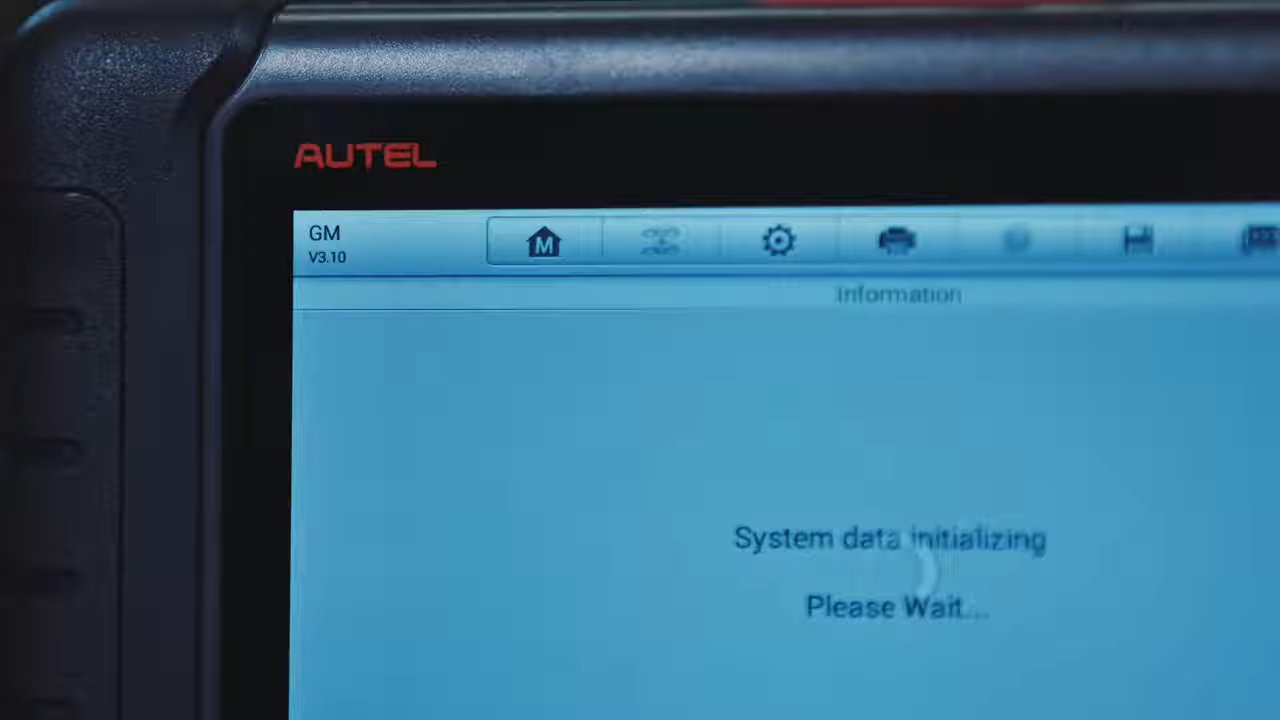 AUTEL
GM
V3.10
M
Information
System data initializing
Please Wait...